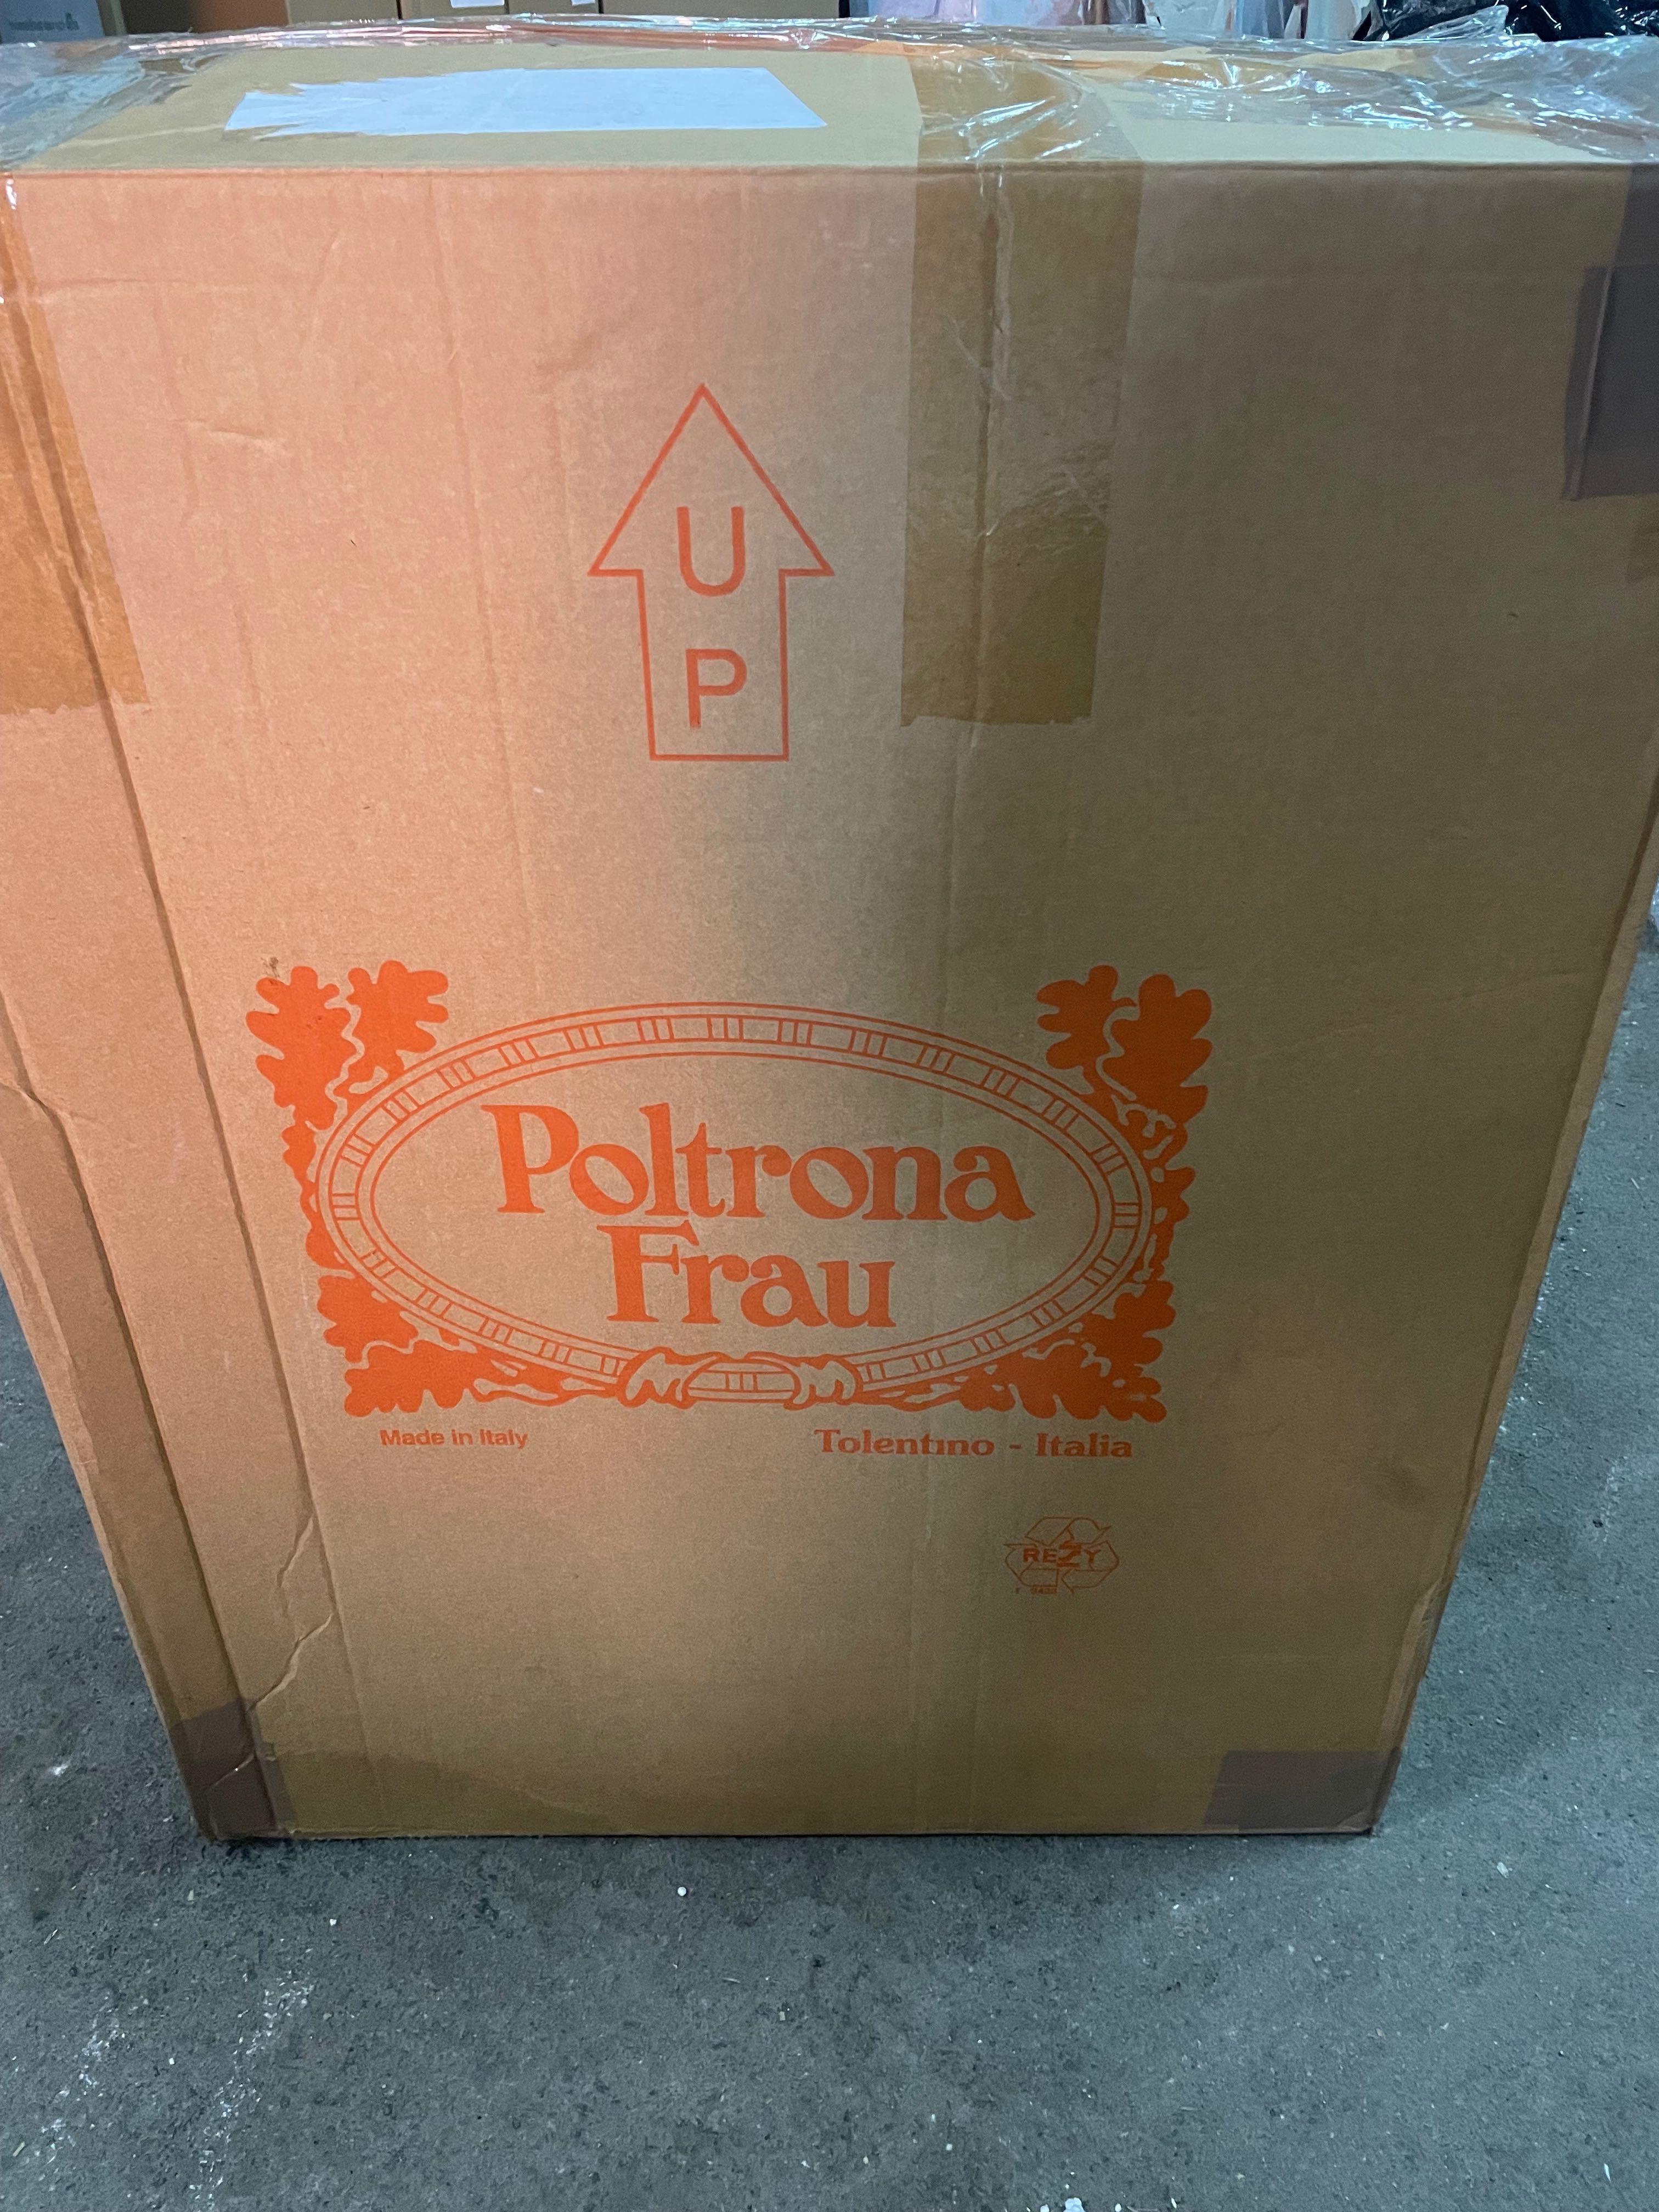 U
P
Poltrona
Frau
Made in Italy
Tolentino - Italia
REZY